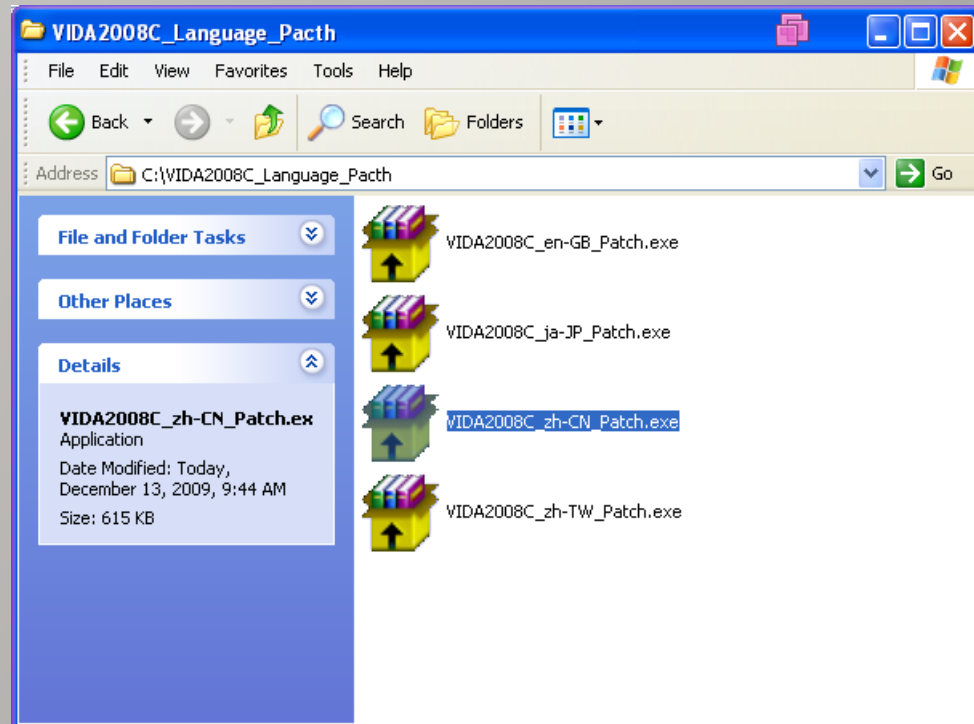 VIDA2008C_Language_Pacth
File Edit View Favorites Tools Help
Back Search Folders
Address C:\VIDA2008C_Language_Pacth Go
File and Folder Tasks
Other Places
Details
VIDA2008C_zh-CN_Patch.ex
Application
Date Modified: Today,
December 13, 2009, 9:44 AM
Size: 615 KB
VIDA2008C_en-GB_Patch.exe
VIDA2008C_ja-JP_Patch.exe
VIDA2008C_zh-CN_Patch.exe
VIDA2008C_zh-TW_Patch.exe